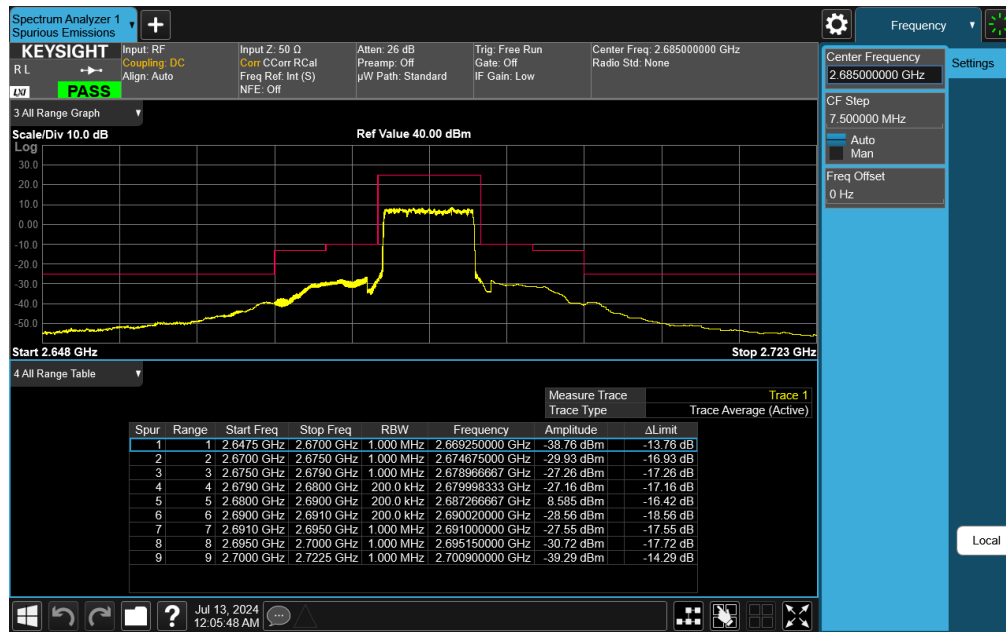 Spectrum Analyzer 1
Spurious Emissions
Frequency
KEYSIGHT
R L
LXI
PASS
Input: RF
Coupling: DC
Align: Auto
Input Z: 50 Ω
Corr CCorr RCal
Freq Ref: Int (S)
NFE: Off
Atten: 26 dB
Preamp: Off
µW Path: Standard
Trig: Free Run
Gate: Off
IF Gain: Low
Center Freq: 2.685000000 GHz
Radio Std: None
Center Frequency
2.685000000 GHz
Settings
CF Step
7.500000 MHz
Auto
Man
Freq Offset
0 Hz
Local
3 All Range Graph
Scale/Div 10.0 dB
Ref Value 40.00 dBm
Log
30.0
20.0
10.0
0.00
-10.0
-20.0
-30.0
-40.0
-50.0
Start 2.648 GHz
Stop 2.723 GHz
4 All Range Table
Measure Trace Trace 1
Trace Type Trace Average (Active)
Spur Range Start Freq Stop Freq RBW Frequency Amplitude ΔLimit
1 1 2.6475 GHz 2.6700 GHz 1.000 MHz 2.669250000 GHz -38.76 dBm -13.76 dB
2 2 2.6700 GHz 2.6750 GHz 1.000 MHz 2.674675000 GHz -29.93 dBm -16.93 dB
3 3 2.6750 GHz 2.6790 GHz 1.000 MHz 2.678966667 GHz -27.26 dBm -17.26 dB
4 4 2.6790 GHz 2.6800 GHz 200.0 kHz 2.679998333 GHz -27.16 dBm -17.16 dB
5 5 2.6800 GHz 2.6900 GHz 200.0 kHz 2.687266667 GHz 8.585 dBm -16.42 dB
6 6 2.6900 GHz 2.6910 GHz 200.0 kHz 2.690020000 GHz -28.56 dBm -18.56 dB
7 7 2.6910 GHz 2.6950 GHz 1.000 MHz 2.691000000 GHz -27.55 dBm -17.55 dB
8 8 2.6950 GHz 2.7000 GHz 1.000 MHz 2.695150000 GHz -30.72 dBm -17.72 dB
9 9 2.7000 GHz 2.7225 GHz 1.000 MHz 2.700900000 GHz -39.29 dBm -14.29 dB
Jul 13, 2024
12:05:48 AM